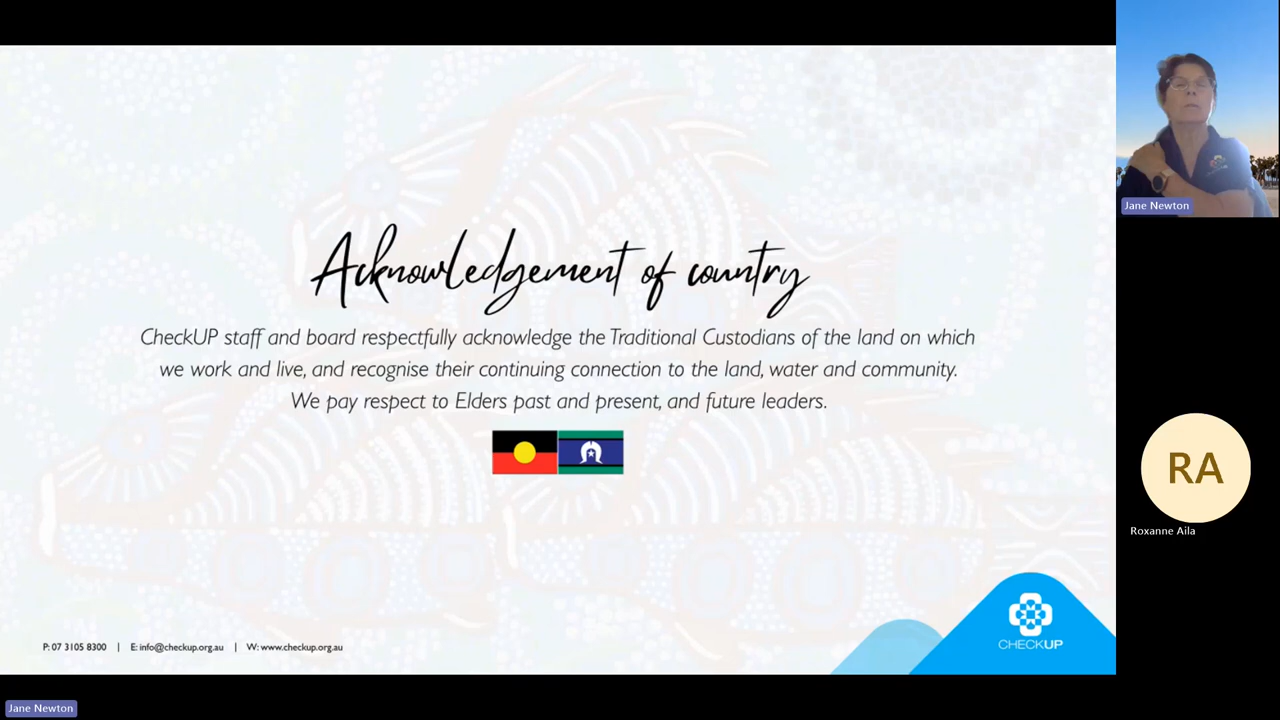 Acknowledgement of country
CheckUP staff and board respectfully acknowledge the Traditional Custodians of the land on which
we work and live, and recognise their continuing connection to the land, water and community.
We pay respect to Elders past and present, and future leaders.
P: 07 3105 8300 | E: info@checkup.org.au | W: www.checkup.org.au
CHECKUP
Jane Newton
RA
Roxanne Aila
Jane Newton